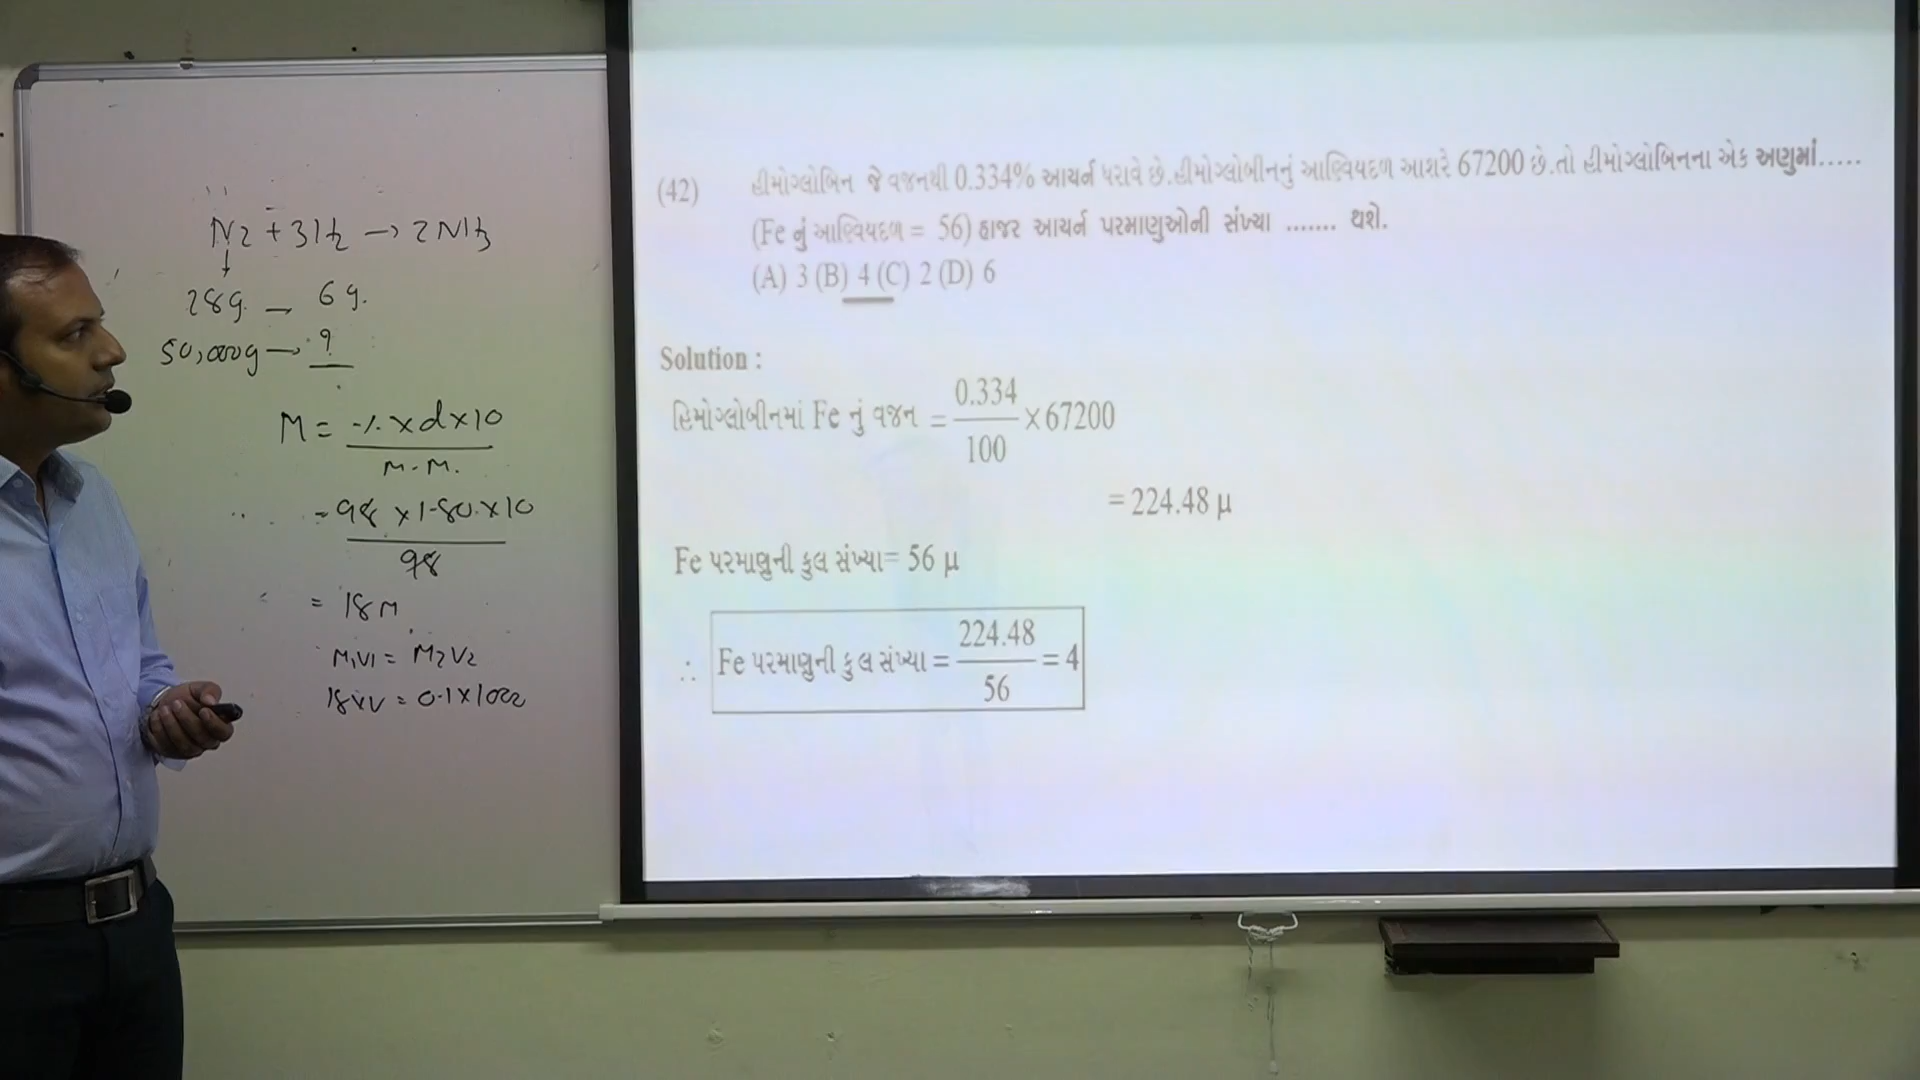 N2 + 3H2 → 2NH3
↓
28g. — 6g.
50,000g → ?
M = % x d x 10
M.M.
= 98 x 1.80 x 10
98
= 18M
M1V1 = M2V2
18xV = 0.1 x 1000
(42) હીમોગ્લોબિન જે વજનથી 0.334% આયર્ન ધરાવે છે.હીમોગ્લોબીનનું આણ્વિયદળ આશરે 67200 છે.તો હીમોગ્લોબિનના એક અણુમાં.....
(Fe નું આણ્વિયદળ = 56) હાજર આયર્ન પરમાણુઓની સંખ્યા ....... થશે.
(A) 3 (B) 4 (C) 2 (D) 6
Solution :
હિમોગ્લોબીનમાં Fe નું વજન = 0.334/100 × 67200
= 224.48 μ
Fe પરમાણુની કુલ સંખ્યા= 56 μ
∴ Fe પરમાણુની કુલ સંખ્યા = 224.48/56 = 4